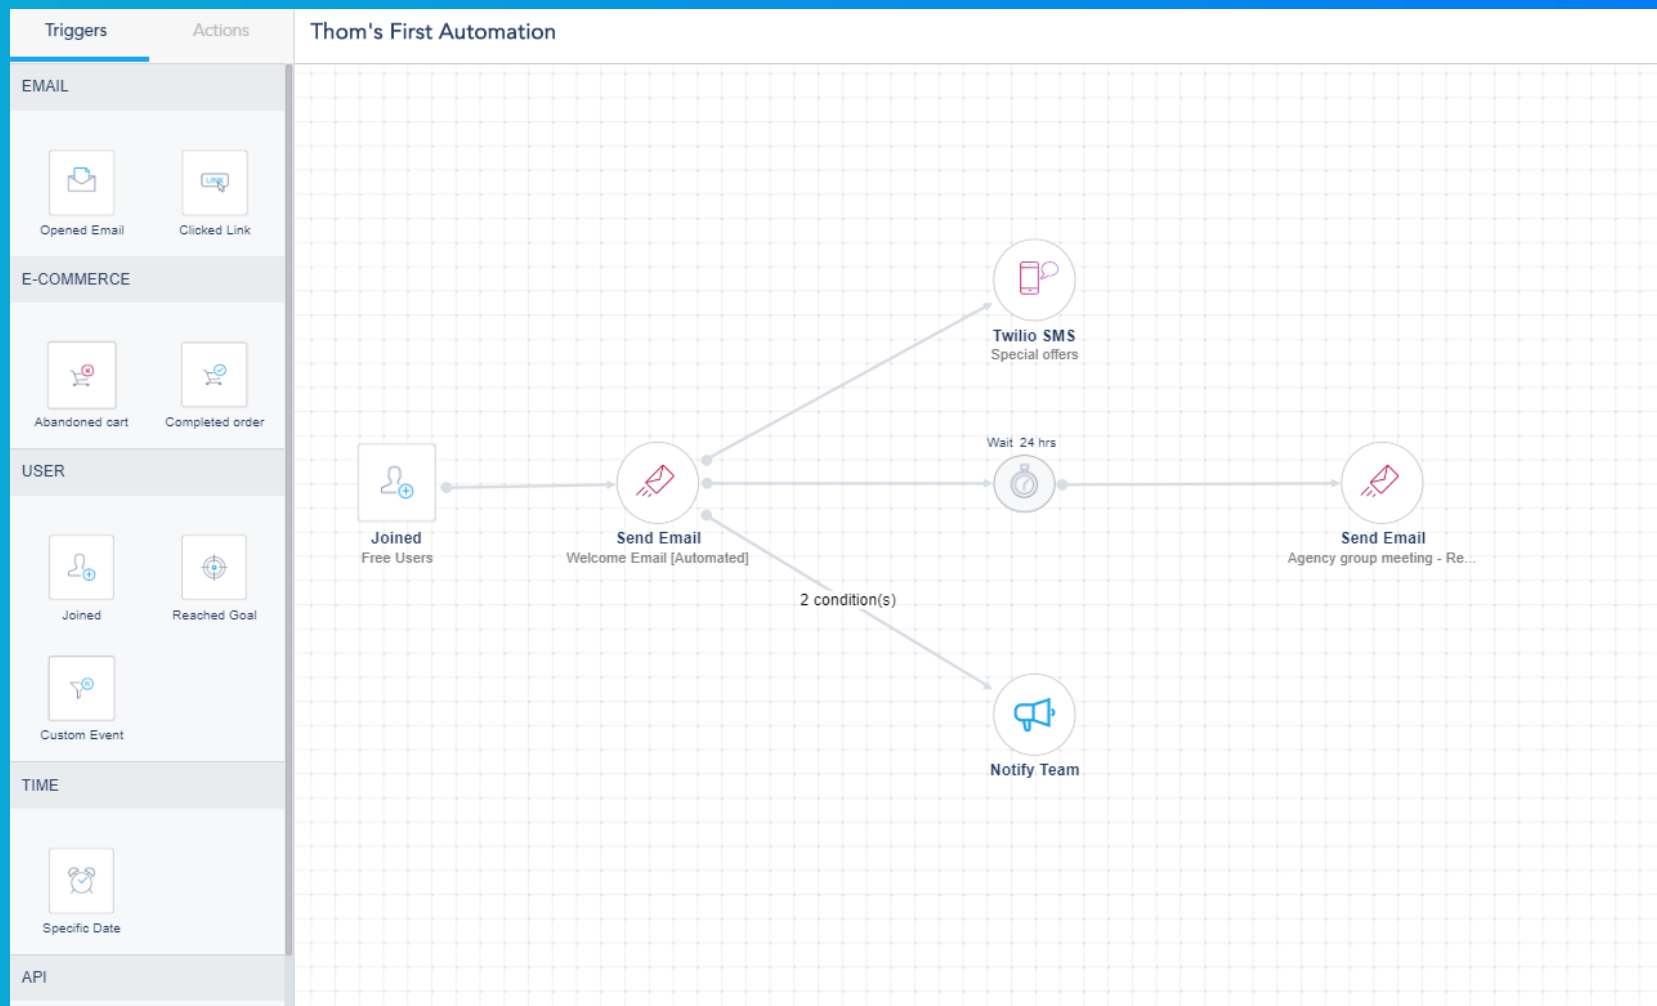 Triggers
Actions
Thom's First Automation
EMAIL
LINK
Opened Email
Clicked Link
E-COMMERCE
Abandoned cart
Completed order
USER
Joined
Reached Goal
Custom Event
TIME
Specific Date
API
Joined
Free Users
Send Email
Welcome Email [Automated]
Twilio SMS
Special offers
Wait 24 hrs
2 condition(s)
Notify Team
Send Email
Agency group meeting - Re...